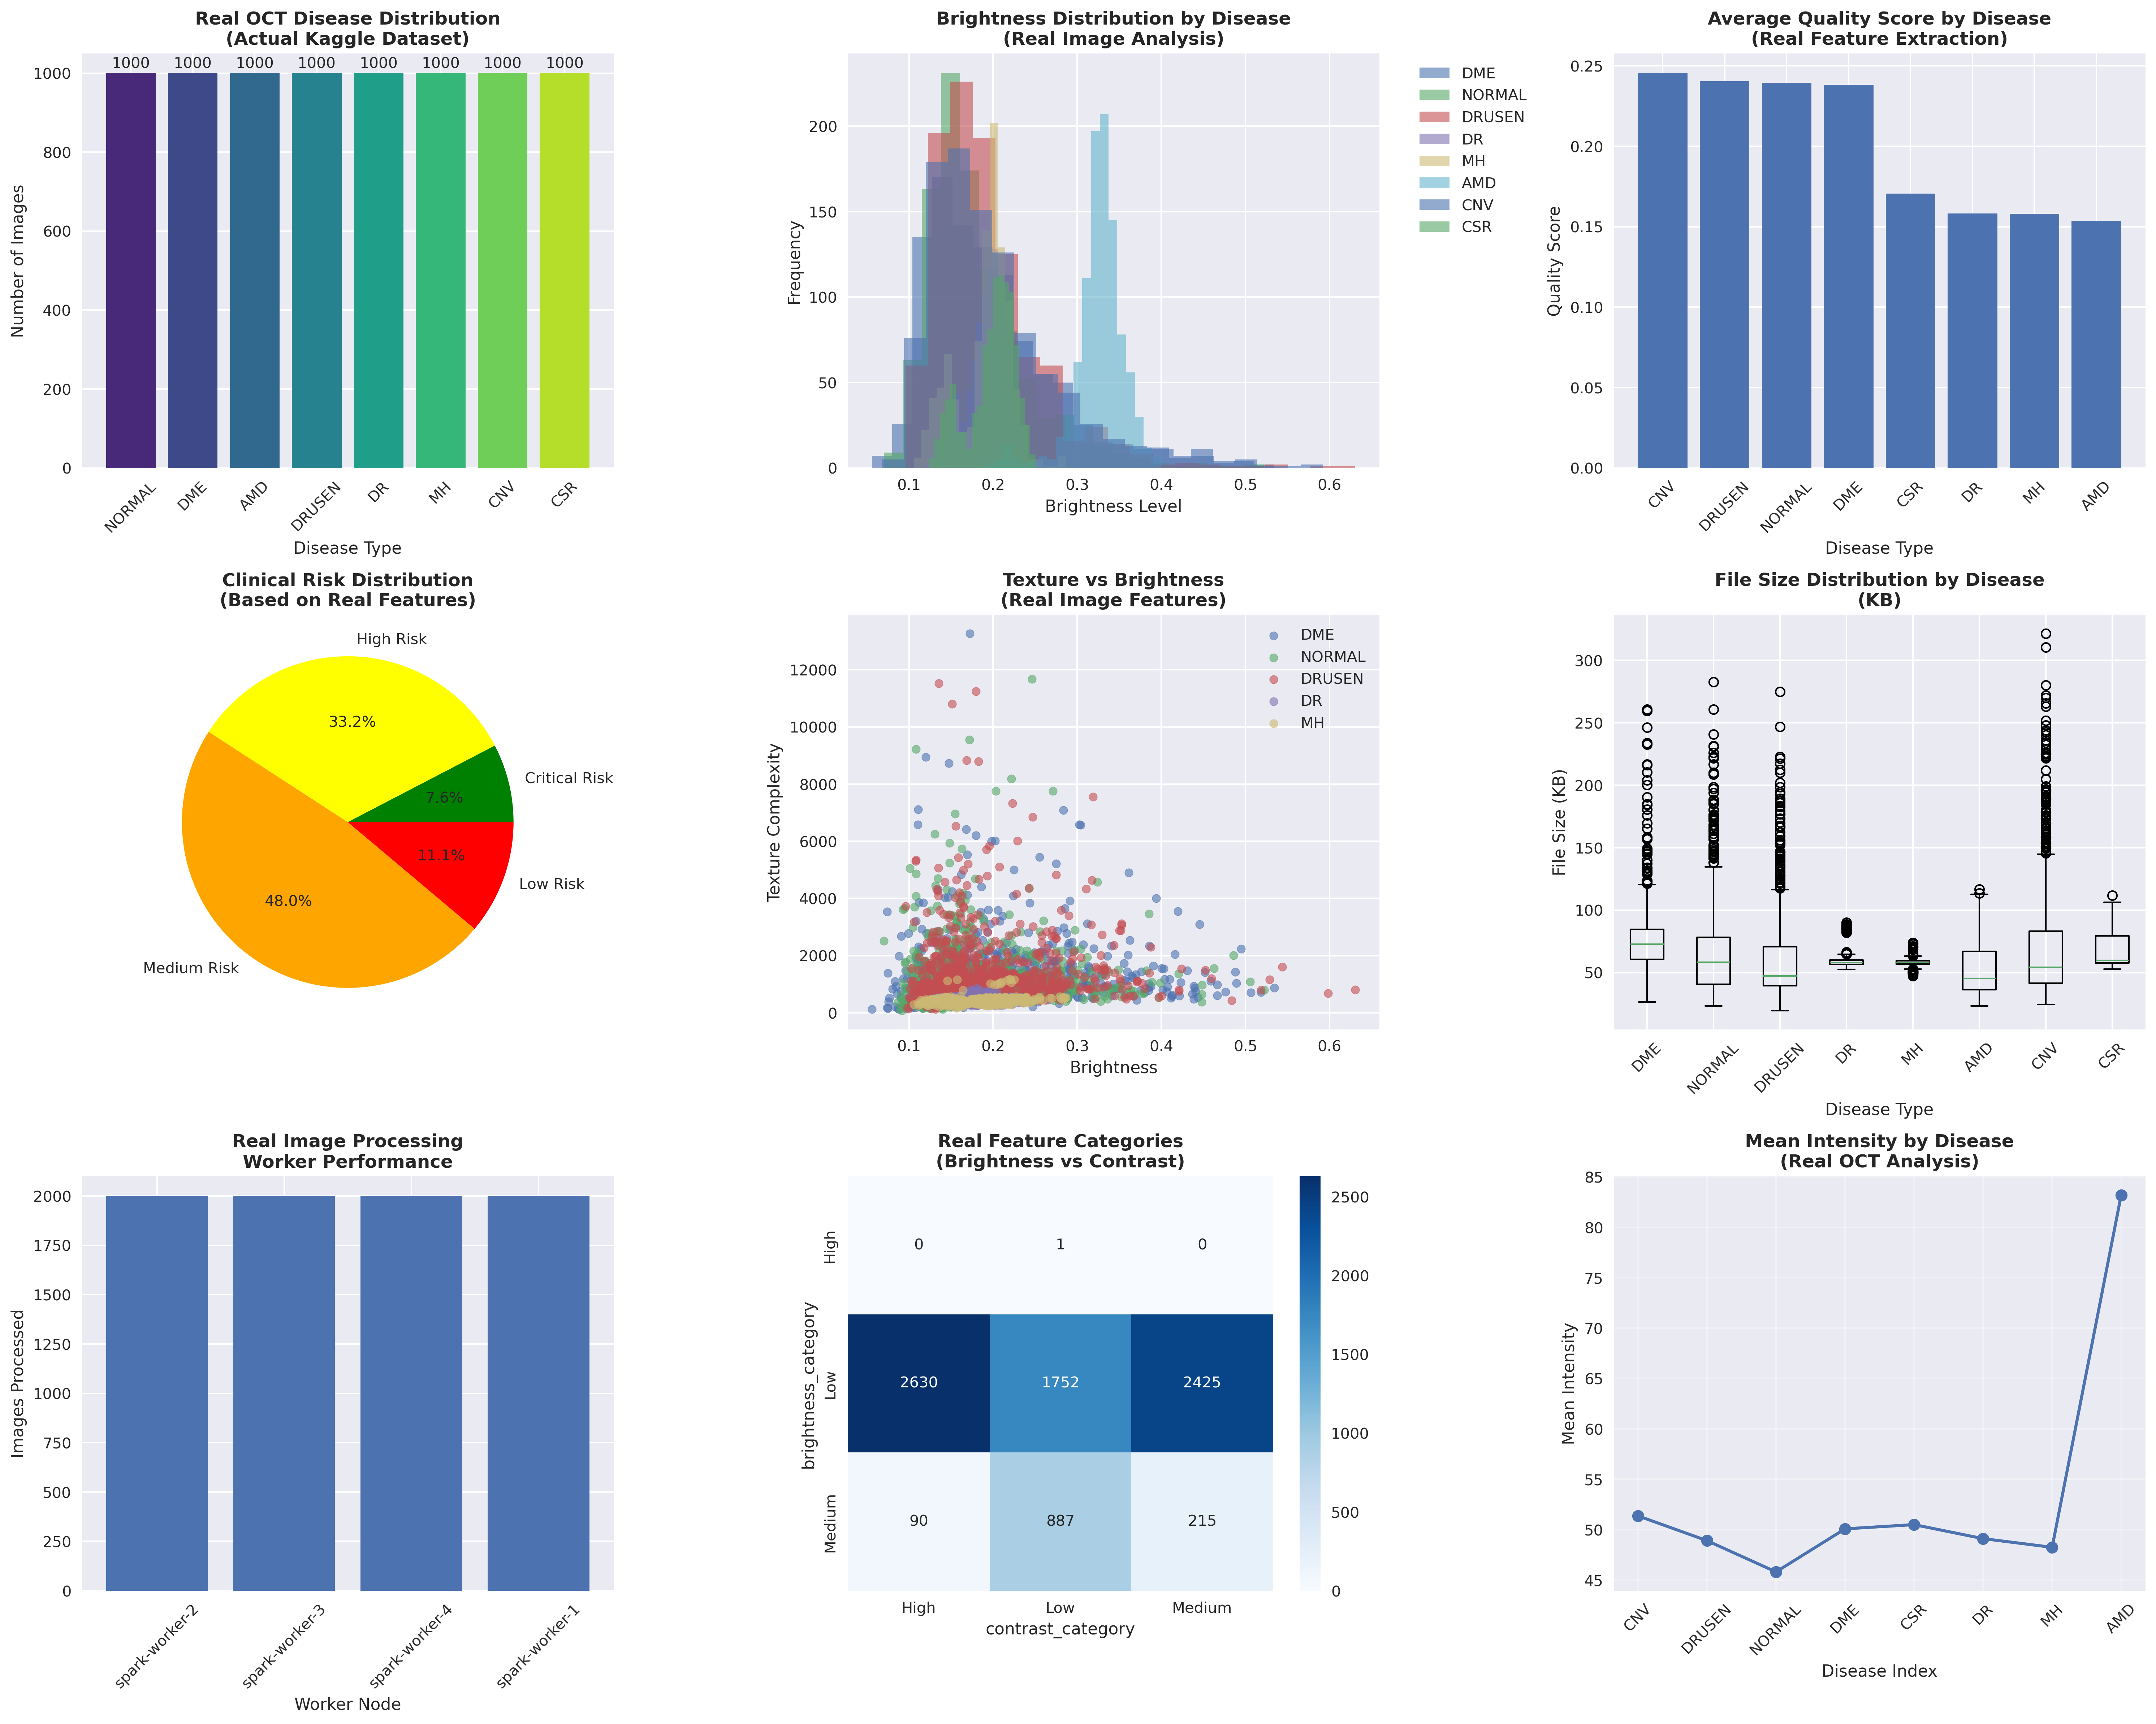 Real OCT Disease Distribution
(Actual Kaggle Dataset)
1000 1000 1000 1000 1000 1000 1000 1000
1000
800
600
400
200
0
Number of Images
NORMAL DME AMD DRUSEN DR MH CNV CSR
Disease Type
Brightness Distribution by Disease
(Real Image Analysis)
DME
NORMAL
DRUSEN
DR
MH
AMD
CNV
CSR
200
150
100
50
0
Frequency
0.1 0.2 0.3 0.4 0.5 0.6
Brightness Level
Average Quality Score by Disease
(Real Feature Extraction)
0.25
0.20
0.15
0.10
0.05
0.00
Quality Score
CNV DRUSEN NORMAL DME CSR DR MH AMD
Disease Type
Clinical Risk Distribution
(Based on Real Features)
High Risk
33.2%
Critical Risk
7.6%
11.1%
Low Risk
48.0%
Medium Risk
Texture vs Brightness
(Real Image Features)
DME
NORMAL
DRUSEN
DR
MH
12000
10000
8000
6000
4000
2000
0
Texture Complexity
0.1 0.2 0.3 0.4 0.5 0.6
Brightness
File Size Distribution by Disease
(KB)
300
250
200
150
100
50
File Size (KB)
DME NORMAL DRUSEN DR MH AMD CNV CSR
Disease Type
Real Image Processing
Worker Performance
2000
1750
1500
1250
1000
750
500
250
0
Images Processed
spark-worker-2 spark-worker-3 spark-worker-4 spark-worker-1
Worker Node
Real Feature Categories
(Brightness vs Contrast)
High
Low
Medium
brightness_category
0 1 0
2630 1752 2425
90 887 215
High Low Medium
contrast_category
2500
2000
1500
1000
500
0
Mean Intensity by Disease
(Real OCT Analysis)
85
80
75
70
65
60
55
50
45
Mean Intensity
CNV DRUSEN NORMAL DME CSR DR MH AMD
Disease Index